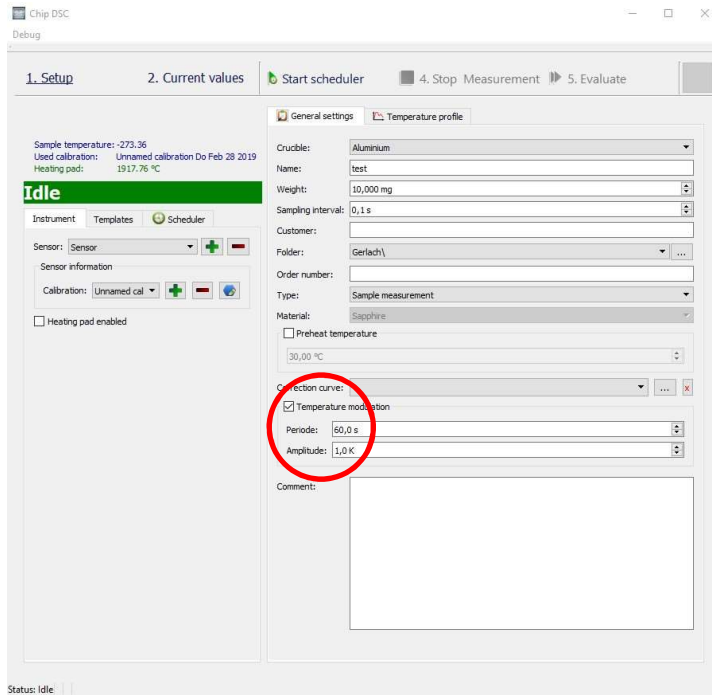 Chip DSC
Debug
1. Setup 2. Current values Start scheduler 4. Stop Measurement 5. Evaluate
General settings Temperature profile
Sample temperature: -273.36
Used calibration: Unnamed calibration Do Feb 28 2019
Heating pad: 1917.76 °C
Idle
Instrument Templates Scheduler
Sensor: Sensor
Sensor information
Calibration: Unnamed cal
Heating pad enabled
Crucible: Aluminium
Name: test
Weight: 10,000 mg
Sampling interval: 0,1 s
Customer:
Folder: Gerlach\ ...
Order number:
Type: Sample measurement
Material: Sapphire
Preheat temperature
30,00 °C
Correction curve: ... x
Temperature modulation
Periode: 60,0 s
Amplitude: 1,0 K
Comment:
Status: Idle